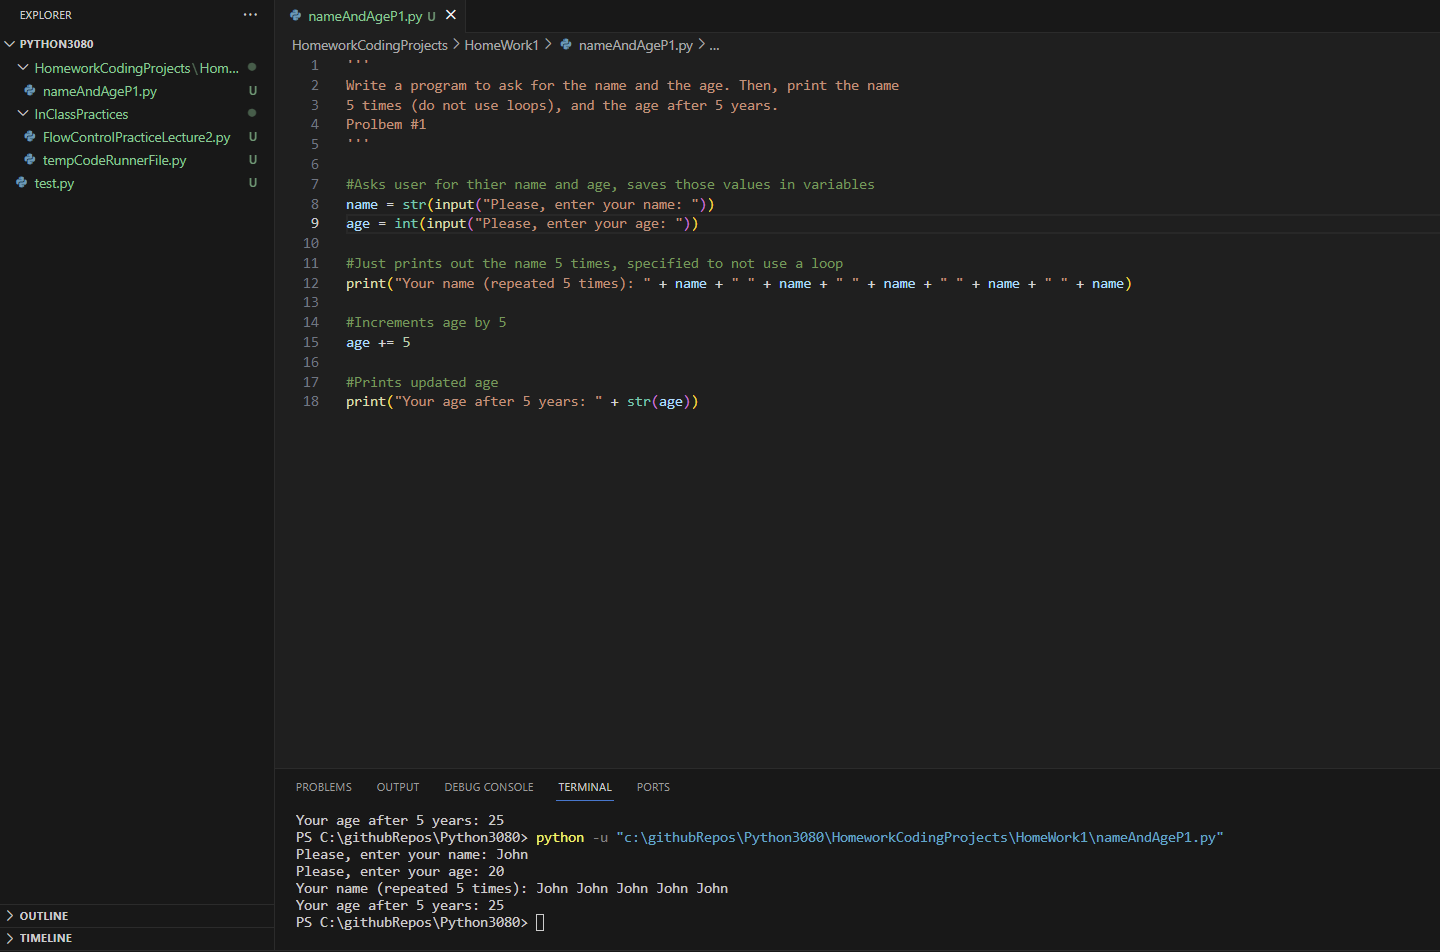 EXPLORER
···
PYTHON3080
HomeworkCodingProjects\Hom...
nameAndAgeP1.py U
InClassPractices
FlowControlPracticeLecture2.py U
tempCodeRunnerFile.py U
test.py U
OUTLINE
TIMELINE
nameAndAgeP1.py U
HomeworkCodingProjects > HomeWork1 > nameAndAgeP1.py > ...
1 '''
2 Write a program to ask for the name and the age. Then, print the name
3 5 times (do not use loops), and the age after 5 years.
4 Prolbem #1
5 '''
6
7 #Asks user for thier name and age, saves those values in variables
8 name = str(input("Please, enter your name: "))
9 age = int(input("Please, enter your age: "))
10
11 #Just prints out the name 5 times, specified to not use a loop
12 print("Your name (repeated 5 times): " + name + " " + name + " " + name + " " + name + " " + name)
13
14 #Increments age by 5
15 age += 5
16
17 #Prints updated age
18 print("Your age after 5 years: " + str(age))
PROBLEMS OUTPUT DEBUG CONSOLE TERMINAL PORTS
Your age after 5 years: 25
PS C:\githubRepos\Python3080> python -u "c:\githubRepos\Python3080\HomeworkCodingProjects\HomeWork1\nameAndAgeP1.py"
Please, enter your name: John
Please, enter your age: 20
Your name (repeated 5 times): John John John John John
Your age after 5 years: 25
PS C:\githubRepos\Python3080>